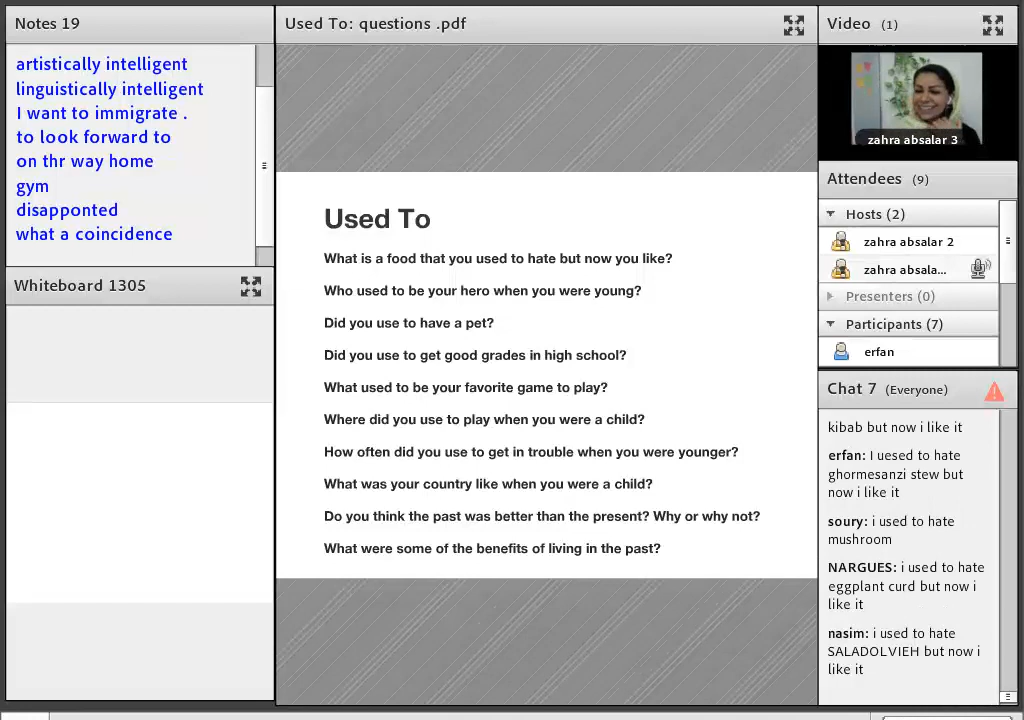 Notes 19
artistically intelligent
linguistically intelligent
I want to immigrate .
to look forward to
on thr way home
gym
disapponted
what a coincidence
Whiteboard 1305
Used To: questions .pdf
Used To
What is a food that you used to hate but now you like?
Who used to be your hero when you were young?
Did you use to have a pet?
Did you use to get good grades in high school?
What used to be your favorite game to play?
Where did you use to play when you were a child?
How often did you use to get in trouble when you were younger?
What was your country like when you were a child?
Do you think the past was better than the present? Why or why not?
What were some of the benefits of living in the past?
Video (1)
zahra absalar 3
Attendees (9)
Hosts (2)
zahra absalar 2
zahra absala...
Presenters (0)
Participants (7)
erfan
Chat 7 (Everyone)
kibab but now i like it
erfan: I uesed to hate
ghormesanzi stew but
now i like it
soury: i used to hate
mushroom
NARGUES: i used to hate
eggplant curd but now i
like it
nasim: i used to hate
SALADOLVIEH but now i
like it